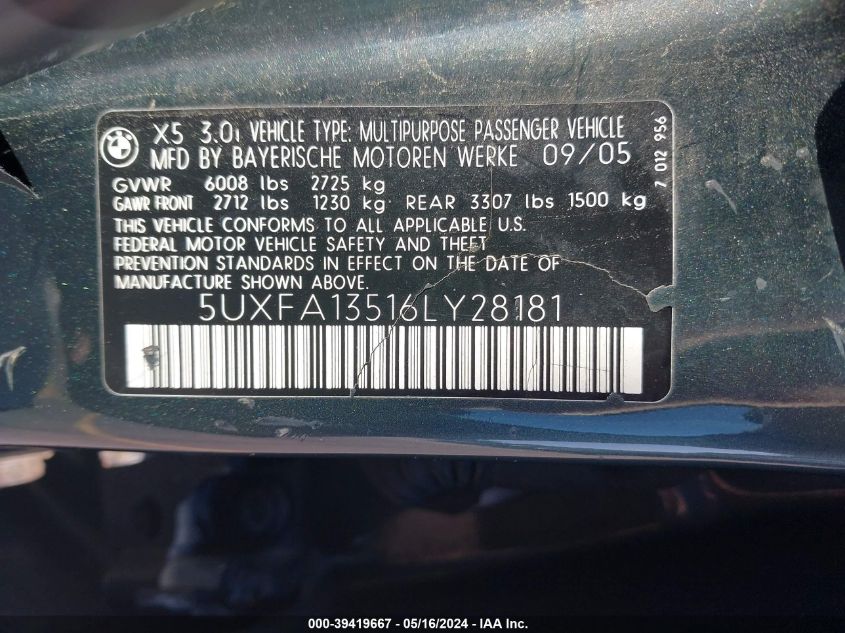 BMW
X5 3.0i VEHICLE TYPE: MULTIPURPOSE PASSENGER VEHICLE
MFD BY BAYERISCHE MOTOREN WERKE 09/05
GVWR 6008 lbs 2725 kg
GAWR FRONT 2712 lbs 1230 kg REAR 3307 lbs 1500 kg
THIS VEHICLE CONFORMS TO ALL APPLICABLE U.S.
FEDERAL MOTOR VEHICLE SAFETY AND THEFT
PREVENTION STANDARDS IN EFFECT ON THE DATE OF
MANUFACTURE SHOWN ABOVE.
5UXFA13516LY28181
7 012 956
000-39419667 - 05/16/2024 - IAA Inc.